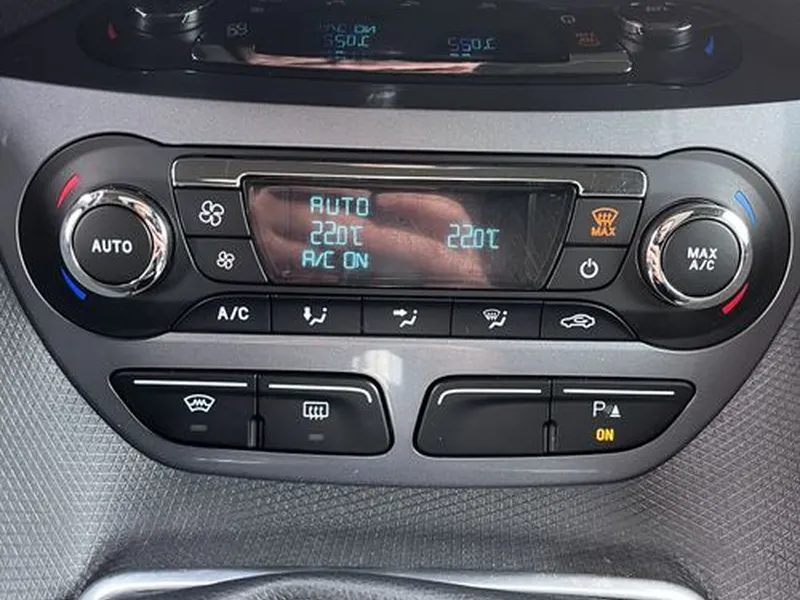 AUTO
22.0°C 22.0°C
A/C ON
AUTO
MAX
MAX
A/C
A/C
P
ON